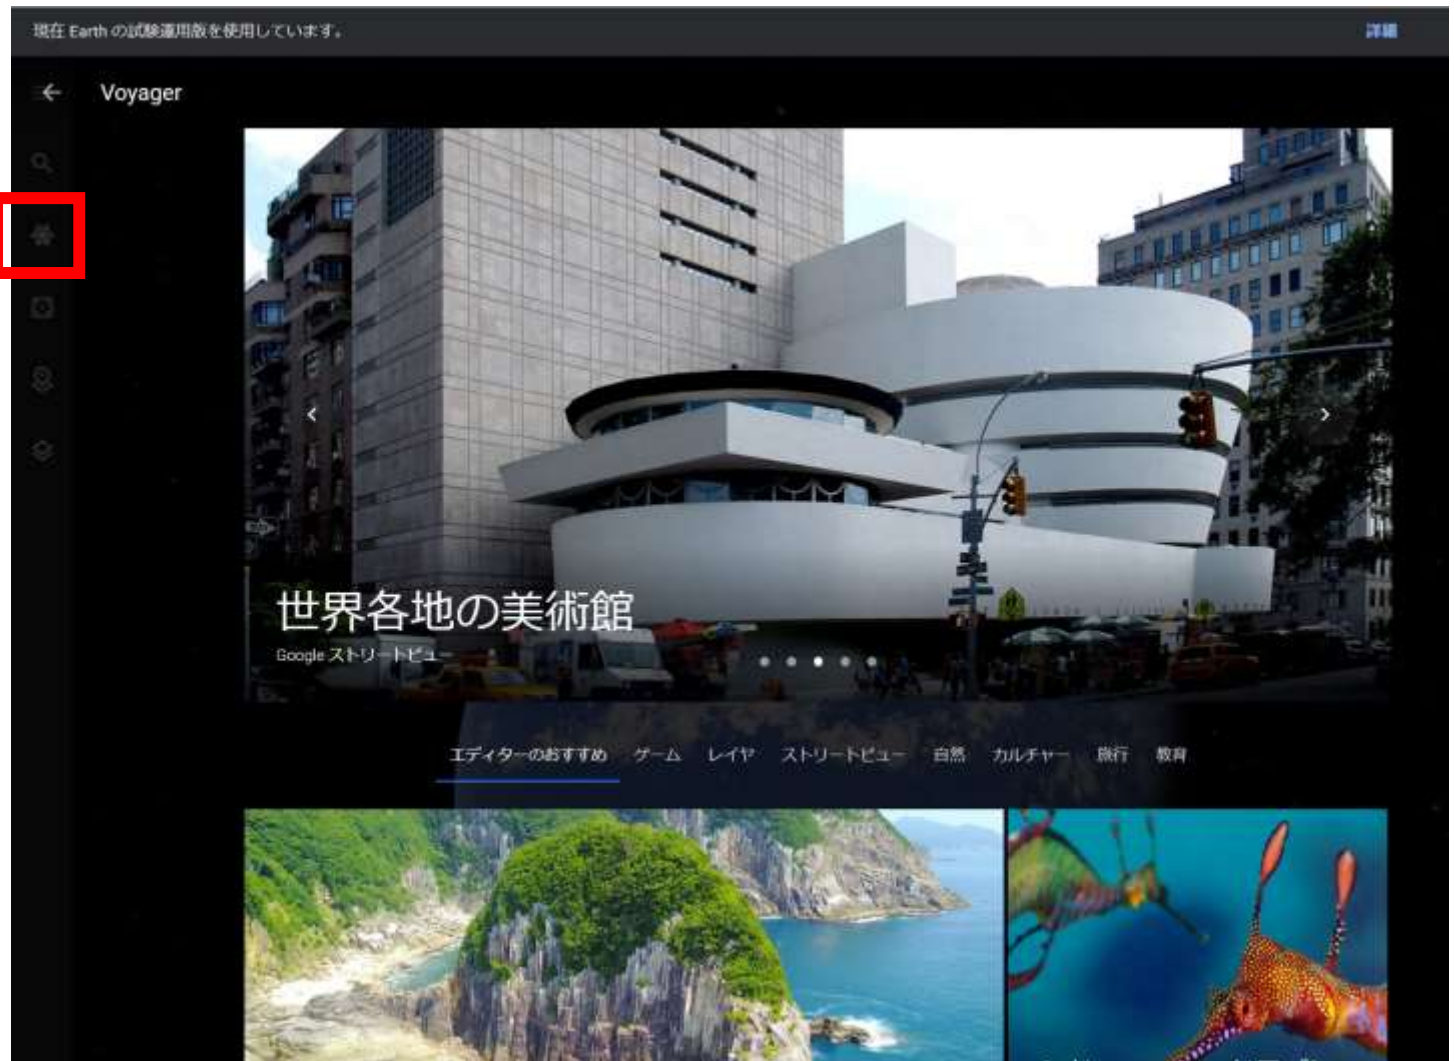 現在 Earth の試験運用版を使用しています。
詳細
Voyager
世界各地の美術館
Google ストリートビュー
エディターのおすすめ ゲーム レイヤ ストリートビュー 自然 カルチャー 旅行 教育